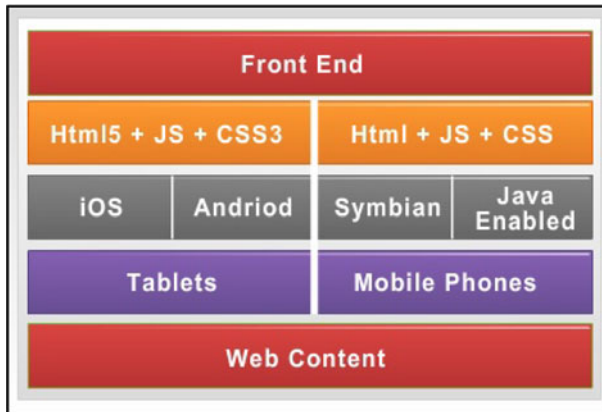 Front End
Html5 + JS + CSS3
Html + JS + CSS
iOS
Andriod
Symbian
Java
Enabled
Tablets
Mobile Phones
Web Content